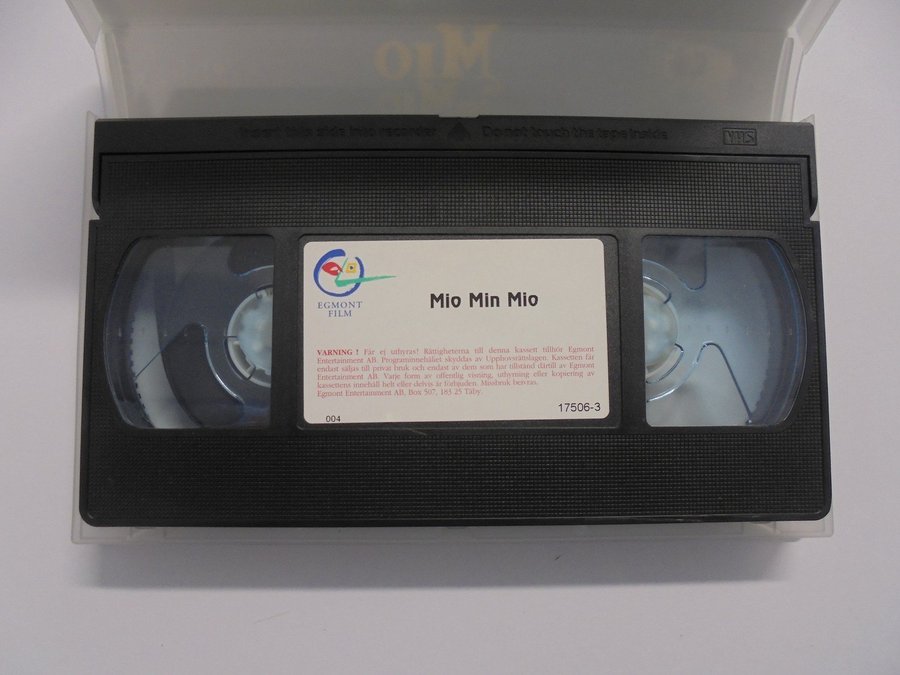 MIO
Insert this side into recorder Do not touch the tape inside
VHS
EGMONT
FILM
Mio Min Mio
VARNING ! Får ej uthyras! Rättigheterna till denna kassett tillhör Egmont
Entertainment AB. Programinnehållet skyddas av Upphovsrättslagen. Kassetten får
endast säljas till privat bruk och endast av dem som har tillstånd därtill av Egmont
Entertainment AB. Varje form av offentlig visning, uthyrning eller kopiering av
kassettens innehåll helt eller delvis är förbjuden. Missbruk beivras.
Egmont Entertainment AB, Box 507, 183 25 Täby.
004
17506-3